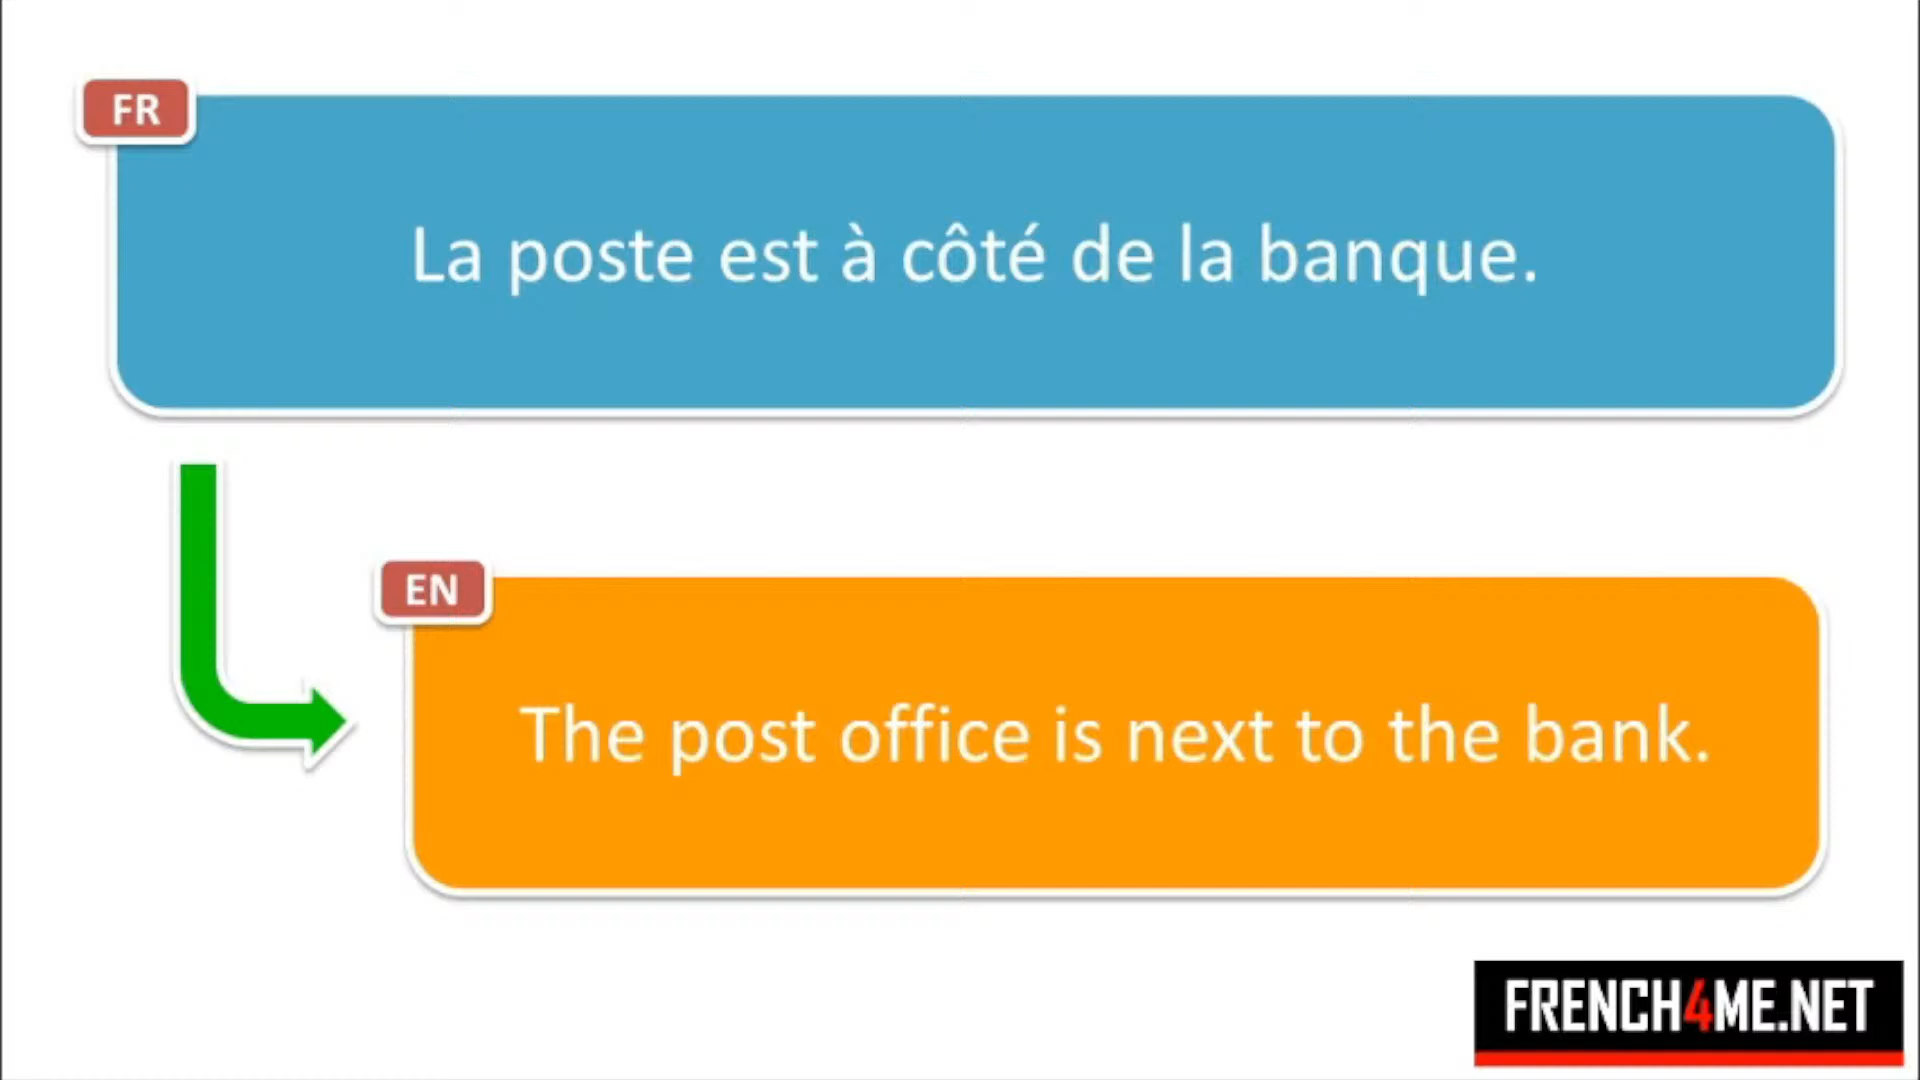 FR
La poste est à côté de la banque.
EN
The post office is next to the bank.
FRENCH4ME.NET